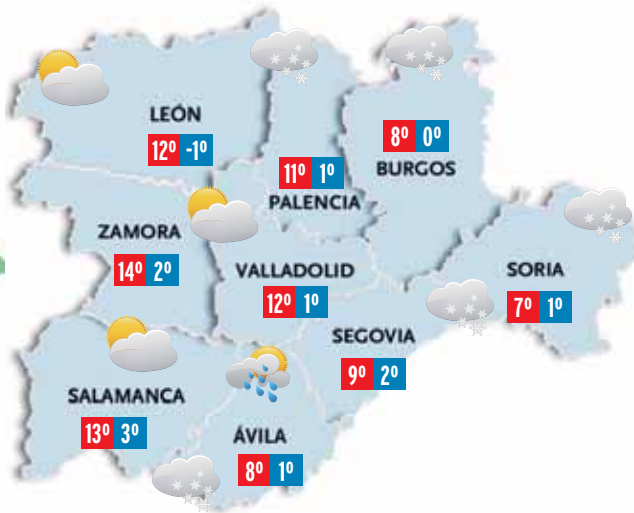 LEÓN
12º -1º
8º 0º
BURGOS
11º 1º
PALENCIA
ZAMORA
14º 2º
VALLADOLID
12º 1º
SORIA
7º 1º
SEGOVIA
9º 2º
SALAMANCA
13º 3º
ÁVILA
8º 1º